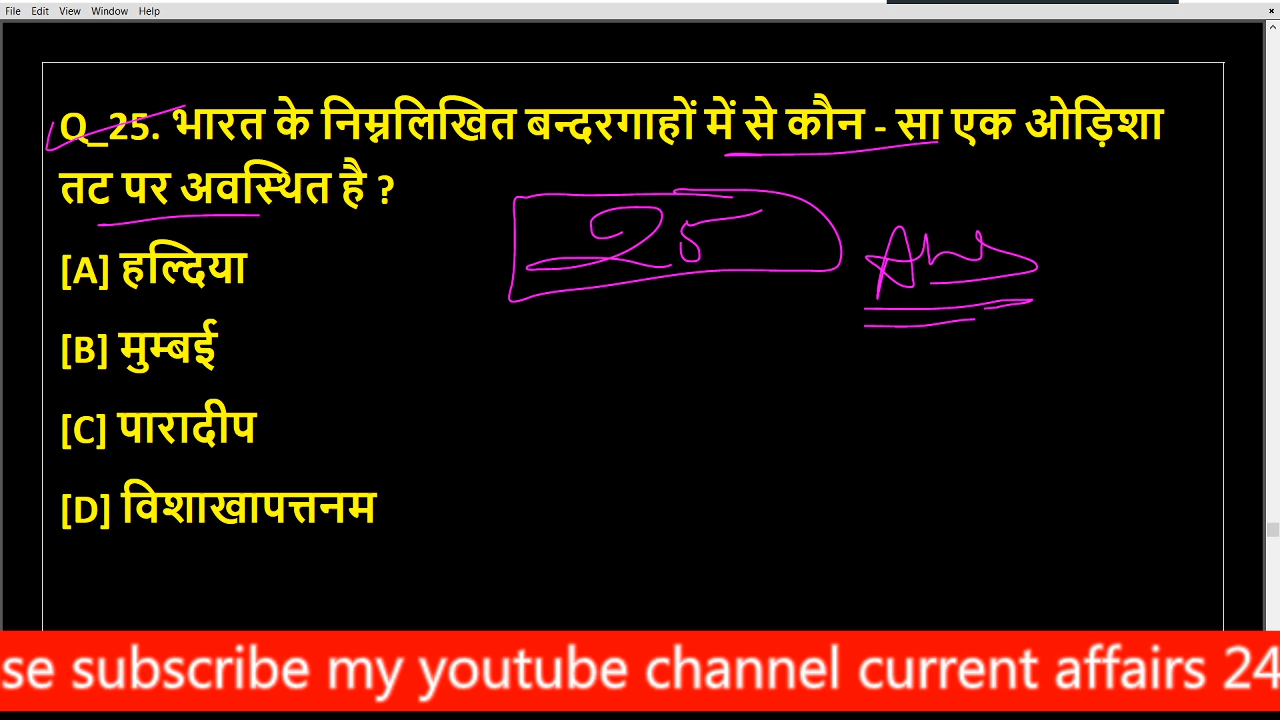 File Edit View Window Help
Q_25. भारत के निम्नलिखित बन्दरगाहों में से कौन - सा एक ओड़िशा
तट पर अवस्थित है ?
25
Ans
[A] हल्दिया
[B] मुम्बई
[C] पारादीप
[D] विशाखापत्तनम
se subscribe my youtube channel current affairs 24